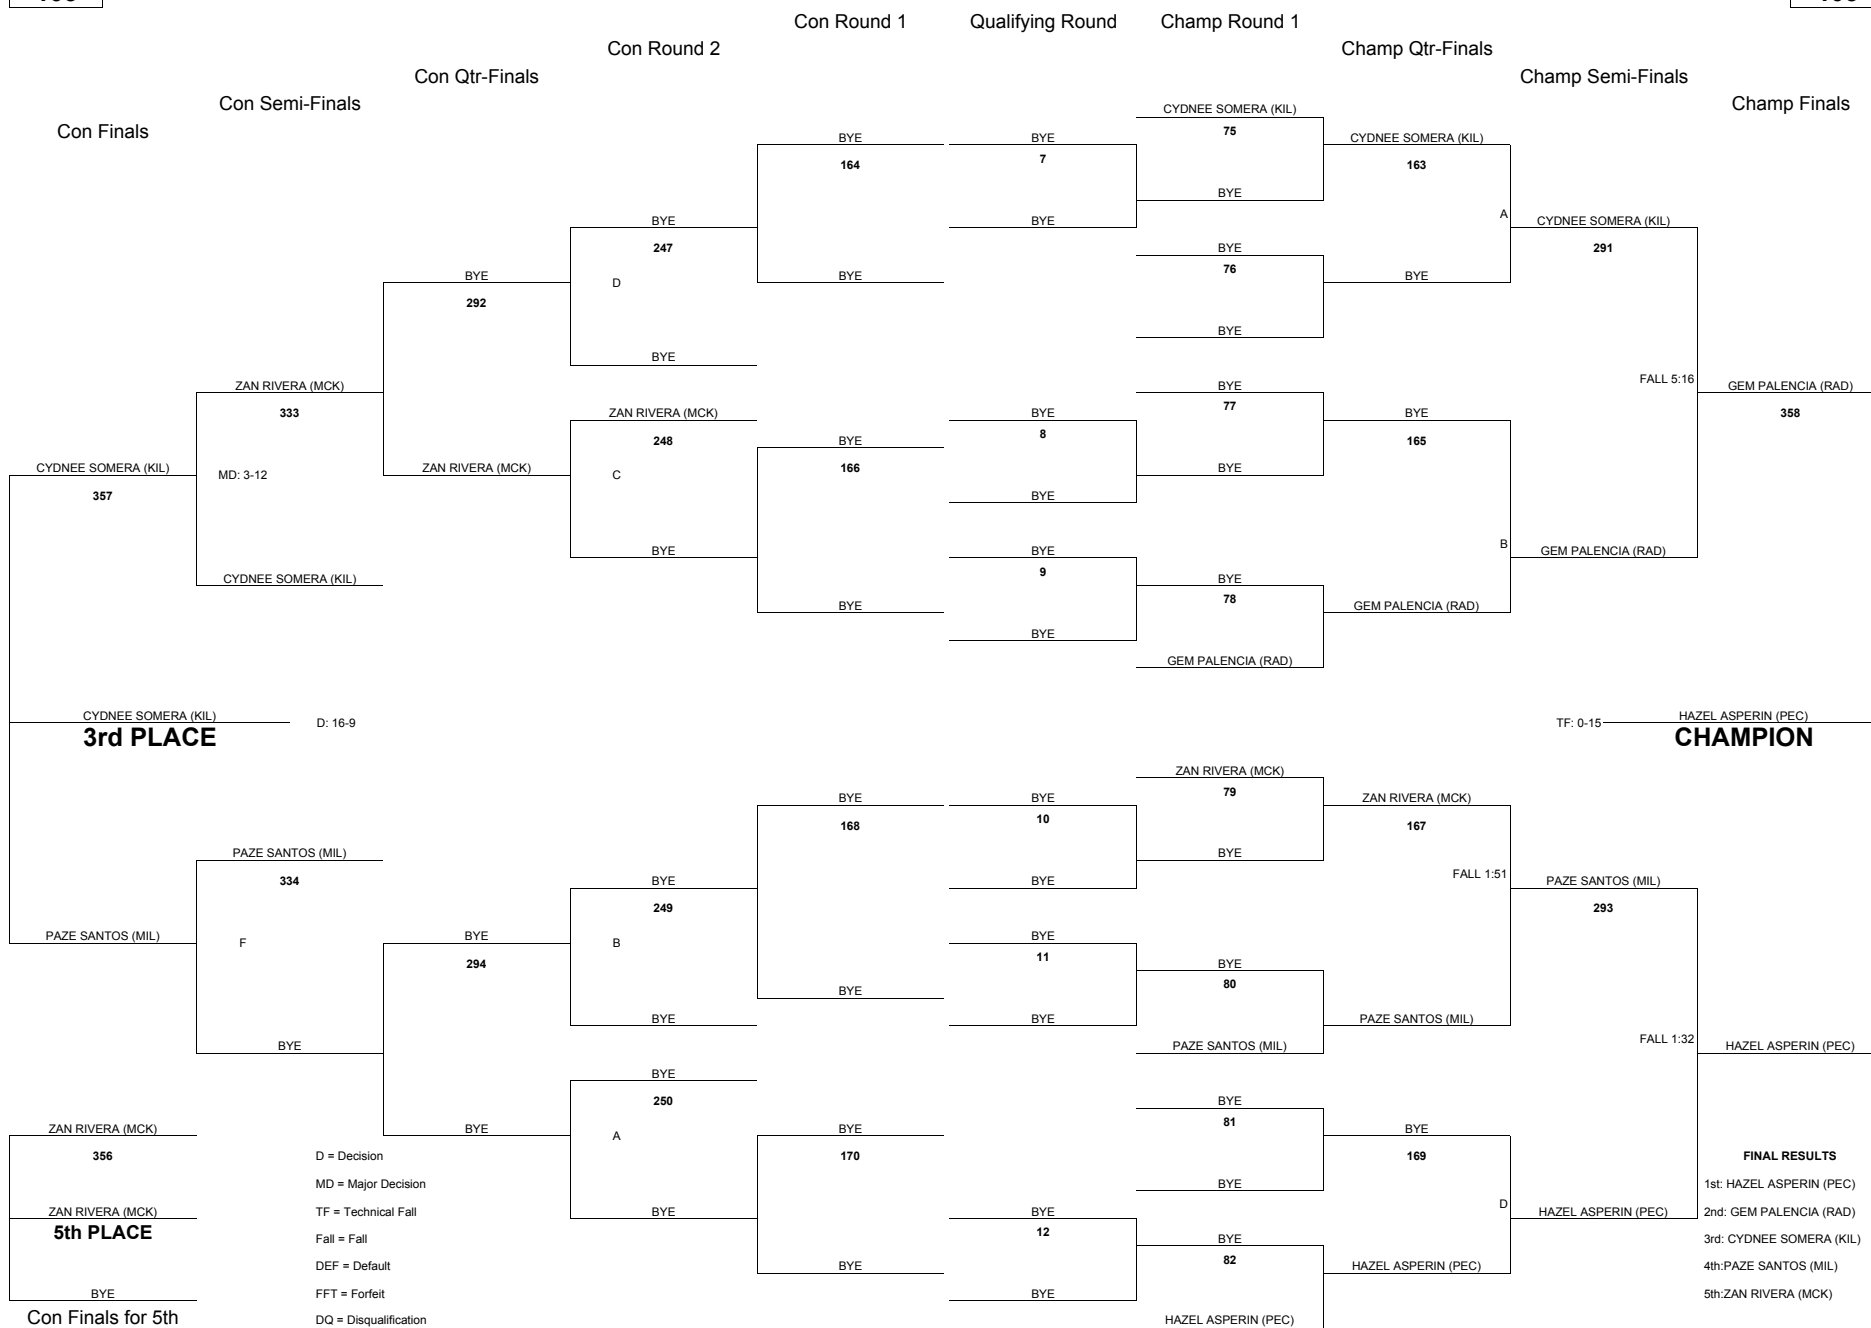 Con Round 1 Qualifying Round Champ Round 1
Con Round 2 Champ Qtr-Finals
Con Qtr-Finals Champ Semi-Finals
Con Semi-Finals Champ Finals
Con Finals
CYDNEE SOMERA (KIL)
75
BYE BYE CYDNEE SOMERA (KIL)
164 7 163
BYE
A
BYE BYE CYDNEE SOMERA (KIL)
247 291
BYE
76
BYE D BYE BYE
292
BYE
BYE
FALL 5:16
ZAN RIVERA (MCK) BYE GEM PALENCIA (RAD)
333 77 358
ZAN RIVERA (MCK) BYE BYE
248 8 165
BYE
CYDNEE SOMERA (KIL) MD: 3-12 ZAN RIVERA (MCK) C 166 BYE
357
BYE
B
BYE BYE GEM PALENCIA (RAD)
9
CYDNEE SOMERA (KIL) BYE
78
BYE GEM PALENCIA (RAD)
BYE
GEM PALENCIA (RAD)
CYDNEE SOMERA (KIL) D: 16-9 TF: 0-15 HAZEL ASPERIN (PEC)
3rd PLACE CHAMPION
ZAN RIVERA (MCK)
79
BYE BYE ZAN RIVERA (MCK)
168 10 167
PAZE SANTOS (MIL) BYE
334 FALL 1:51
BYE BYE PAZE SANTOS (MIL)
249 293
PAZE SANTOS (MIL) F BYE B BYE
294 11
BYE
80
BYE
BYE BYE PAZE SANTOS (MIL)
FALL 1:32
BYE PAZE SANTOS (MIL) HAZEL ASPERIN (PEC)
BYE
250
BYE
81
ZAN RIVERA (MCK) BYE A BYE BYE
356 D = Decision 170 169 FINAL RESULTS
MD = Major Decision BYE 1st: HAZEL ASPERIN (PEC)
D
ZAN RIVERA (MCK) TF = Technical Fall BYE BYE HAZEL ASPERIN (PEC) 2nd: GEM PALENCIA (RAD)
5th PLACE 12
Fall = Fall BYE 3rd: CYDNEE SOMERA (KIL)
82
DEF = Default BYE HAZEL ASPERIN (PEC) 4th:PAZE SANTOS (MIL)
BYE FFT = Forfeit BYE 5th:ZAN RIVERA (MCK)
Con Finals for 5th DQ = Disqualification HAZEL ASPERIN (PEC)